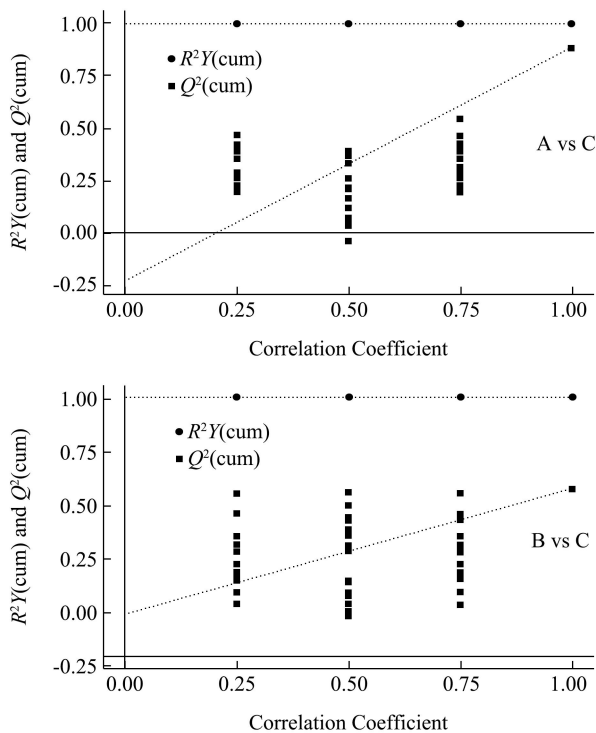 1.00
0.75
0.50
0.25
0.00
-0.25
R²Y(cum) and Q²(cum)
R²Y(cum)
Q²(cum)
A vs C
0.00 0.25 0.50 0.75 1.00
Correlation Coefficient
1.00
0.75
0.50
0.25
0.00
-0.25
R²Y(cum) and Q²(cum)
R²Y(cum)
Q²(cum)
B vs C
0.00 0.25 0.50 0.75 1.00
Correlation Coefficient